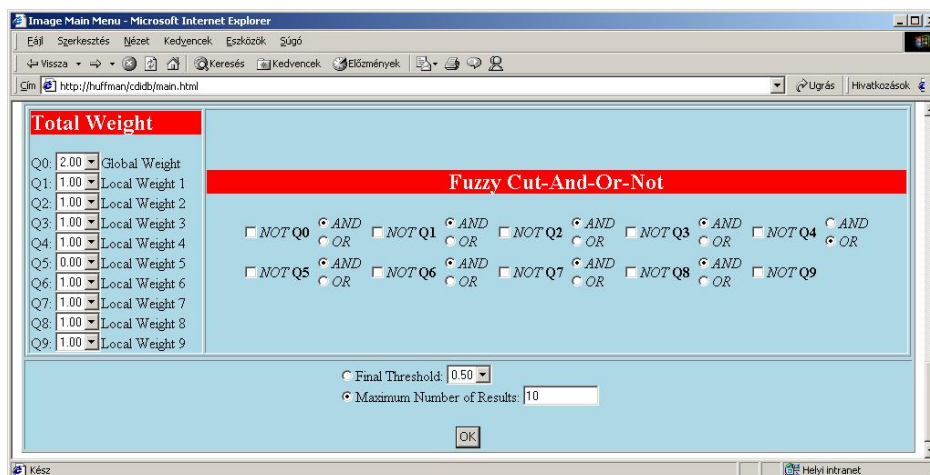 Image Main Menu - Microsoft Internet Explorer
Fájl Szerkesztés Nézet Kedvencek Eszközök Súgó
Vissza Keresés Kedvencek Előzmények
Cím http://huffman/cdidb/main.html Ugrás Hivatkozások
Total Weight
Q0: 2.00 Global Weight
Q1: 1.00 Local Weight 1
Q2: 1.00 Local Weight 2
Q3: 1.00 Local Weight 3
Q4: 1.00 Local Weight 4
Q5: 0.00 Local Weight 5
Q6: 1.00 Local Weight 6
Q7: 1.00 Local Weight 7
Q8: 1.00 Local Weight 8
Q9: 1.00 Local Weight 9
Fuzzy Cut-And-Or-Not
AND AND AND AND AND
NOT Q0 NOT Q1 NOT Q2 NOT Q3 NOT Q4
OR OR OR OR OR
AND AND AND AND
NOT Q5 NOT Q6 NOT Q7 NOT Q8 NOT Q9
OR OR OR OR
Final Threshold: 0.50
Maximum Number of Results: 10
OK
Kész Helyi intranet